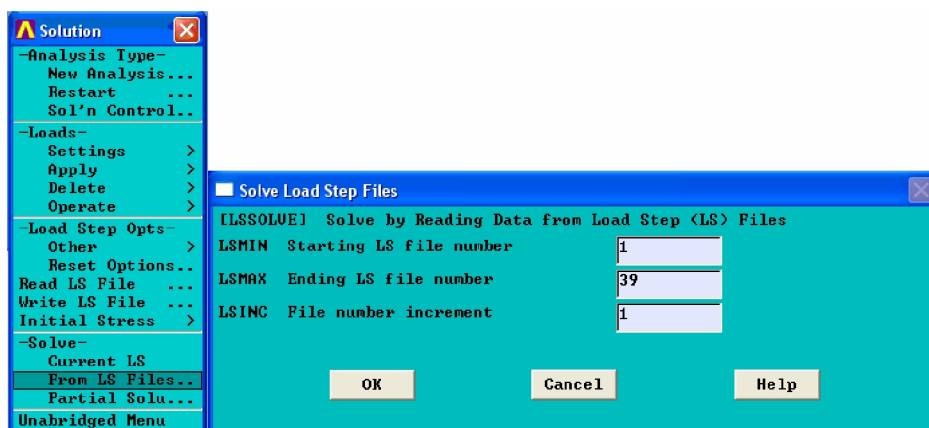 Solution
-Analysis Type-
New Analysis...
Restart ...
Sol'n Control..
-Loads-
Settings >
Apply >
Delete >
Operate >
-Load Step Opts-
Other >
Reset Options..
Read LS File ...
Write LS File ...
Initial Stress >
-Solve-
Current LS
From LS Files..
Partial Solu...
Unabridged Menu
Solve Load Step Files
[LSSOLVE] Solve by Reading Data from Load Step (LS) Files
LSMIN Starting LS file number 1
LSMAX Ending LS file number 39
LSINC File number increment 1
OK Cancel Help